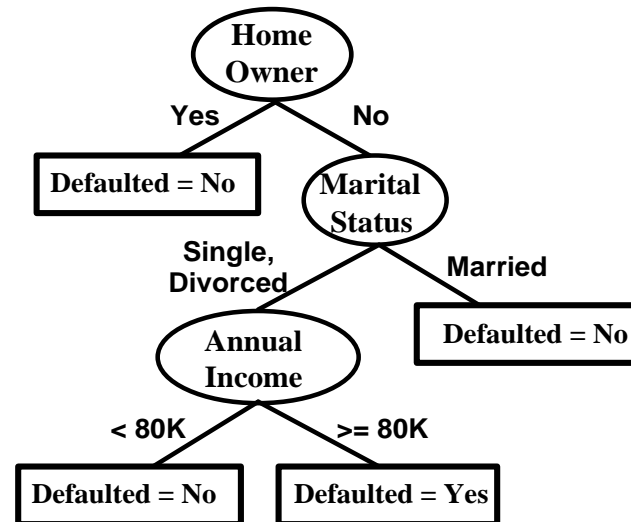 Home
Owner
Yes
No
Defaulted = No
Marital
Status
Single,
Divorced
Married
Annual
Income
Defaulted = No
< 80K
>= 80K
Defaulted = No
Defaulted = Yes